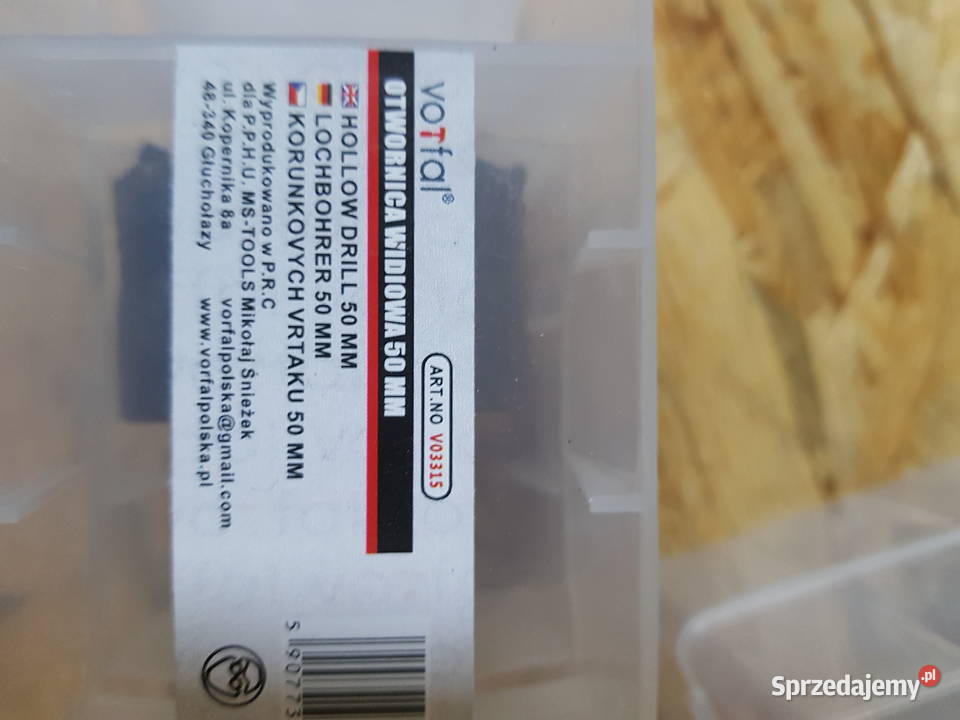 vorfal®
ART.NO V03315
OTWORNICA WIDIOWA 50 MM
HOLLOW DRILL 50 MM
LOCHBOHRER 50 MM
KORUNKOVYCH VRTAKU 50 MM
Wyprodukowano w P.R.C
dla P.P.H.U. MS-TOOLS Mikołaj Śnieżek
ul. Kopernika 8a vorfalpolska@gmail.com
48-340 Głuchołazy www.vorfalpolska.pl
5 90773
Sprzedajemy.pl